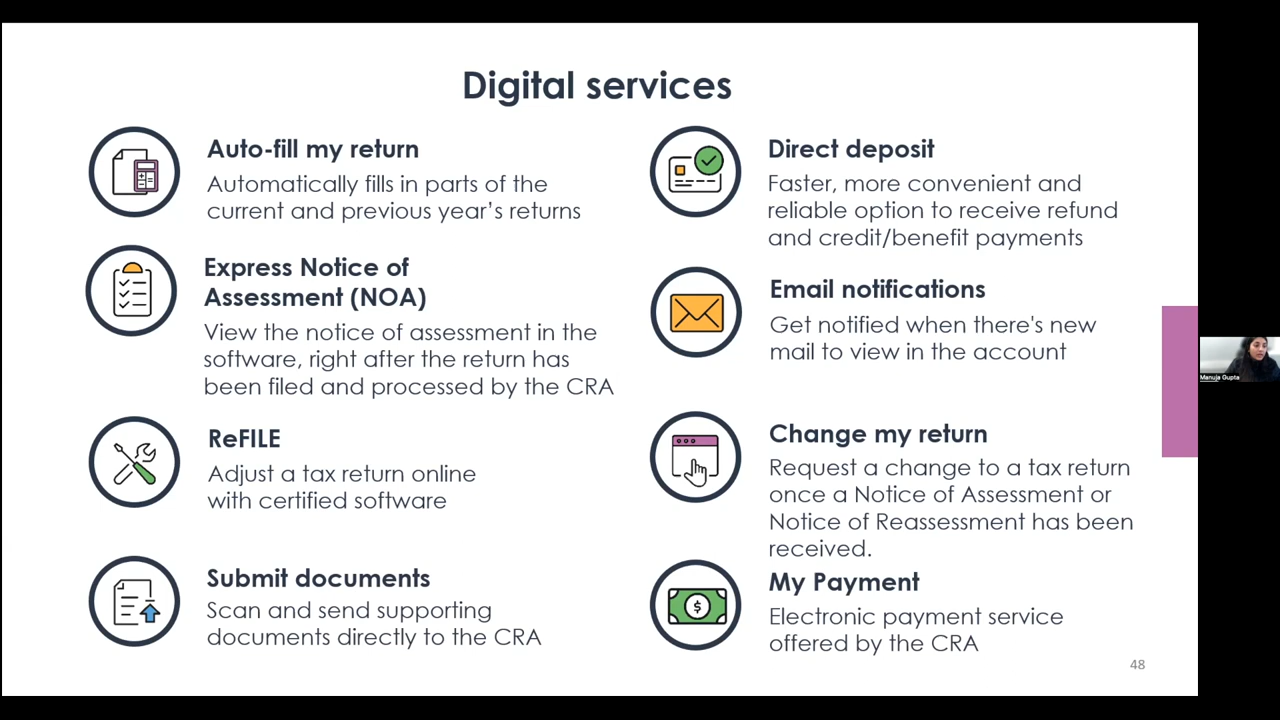 Digital services
Auto-fill my return
Automatically fills in parts of the
current and previous year’s returns
Express Notice of
Assessment (NOA)
View the notice of assessment in the
software, right after the return has
been filed and processed by the CRA
ReFILE
Adjust a tax return online
with certified software
Submit documents
Scan and send supporting
documents directly to the CRA
Direct deposit
Faster, more convenient and
reliable option to receive refund
and credit/benefit payments
Email notifications
Get notified when there's new
mail to view in the account
Change my return
Request a change to a tax return
once a Notice of Assessment or
Notice of Reassessment has been
received.
My Payment
$
Electronic payment service
offered by the CRA
48
Manuja Gupta